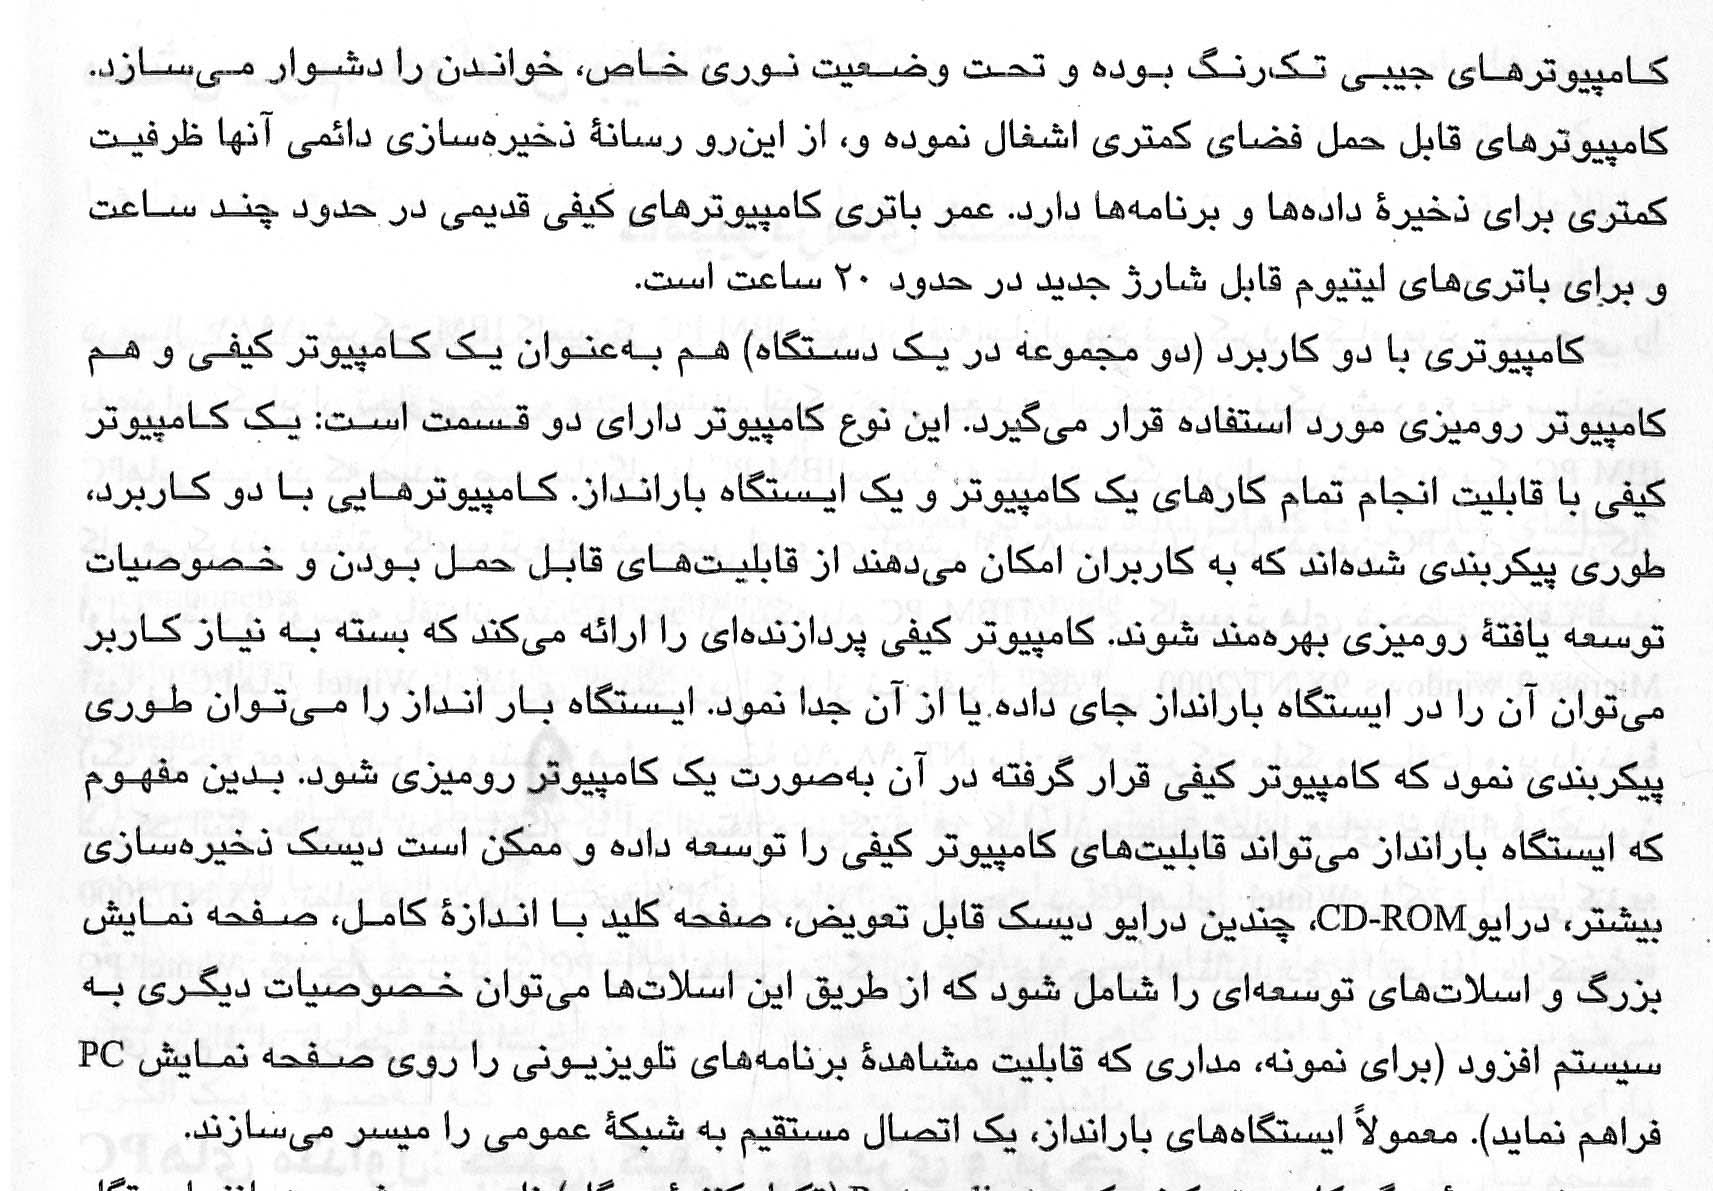 کامپیوترهای جیبی تک‌رنگ بوده و تحت وضعیت نوری خاص، خواندن را دشوار می‌سازد.
کامپیوترهای قابل حمل فضای کمتری اشغال نموده و، از این‌رو رسانهٔ ذخیره‌سازی دائمی آنها ظرفیت
کمتری برای ذخیرهٔ داده‌ها و برنامه‌ها دارد. عمر باتری کامپیوترهای کیفی قدیمی در حدود چند ساعت
و برای باتری‌های لیتیوم قابل شارژ جدید در حدود ۲۰ ساعت است.
کامپیوتری با دو کاربرد (دو مجموعه در یک دستگاه) هم به‌عنوان یک کامپیوتر کیفی و هم
کامپیوتر رومیزی مورد استفاده قرار می‌گیرد. این نوع کامپیوتر دارای دو قسمت است: یک کامپیوتر
کیفی با قابلیت انجام تمام کارهای یک کامپیوتر و یک ایستگاه بارانداز. کامپیوترهایی با دو کاربرد،
طوری پیکربندی شده‌اند که به کاربران امکان می‌دهند از قابلیت‌های قابل حمل بودن و خصوصیات
توسعه یافتهٔ رومیزی بهره‌مند شوند. کامپیوتر کیفی پردازنده‌ای را ارائه می‌کند که بسته به نیاز کاربر
می‌توان آن را در ایستگاه بارانداز جای داده یا از آن جدا نمود. ایستگاه بار انداز را می‌توان طوری
پیکربندی نمود که کامپیوتر کیفی قرار گرفته در آن به‌صورت یک کامپیوتر رومیزی شود. بدین مفهوم
که ایستگاه بارانداز می‌تواند قابلیت‌های کامپیوتر کیفی را توسعه داده و ممکن است دیسک ذخیره‌سازی
بیشتر، درایو CD-ROM، چندین درایو دیسک قابل تعویض، صفحه کلید با اندازهٔ کامل، صفحه نمایش
بزرگ و اسلات‌های توسعه‌ای را شامل شود که از طریق این اسلات‌ها می‌توان خصوصیات دیگری به
سیستم افزود (برای نمونه، مداری که قابلیت مشاهدهٔ برنامه‌های تلویزیونی را روی صفحه نمایش PC
فراهم نماید). معمولاً ایستگاه‌های بارانداز، یک اتصال مستقیم به شبکهٔ عمومی را میسر می‌سازند.